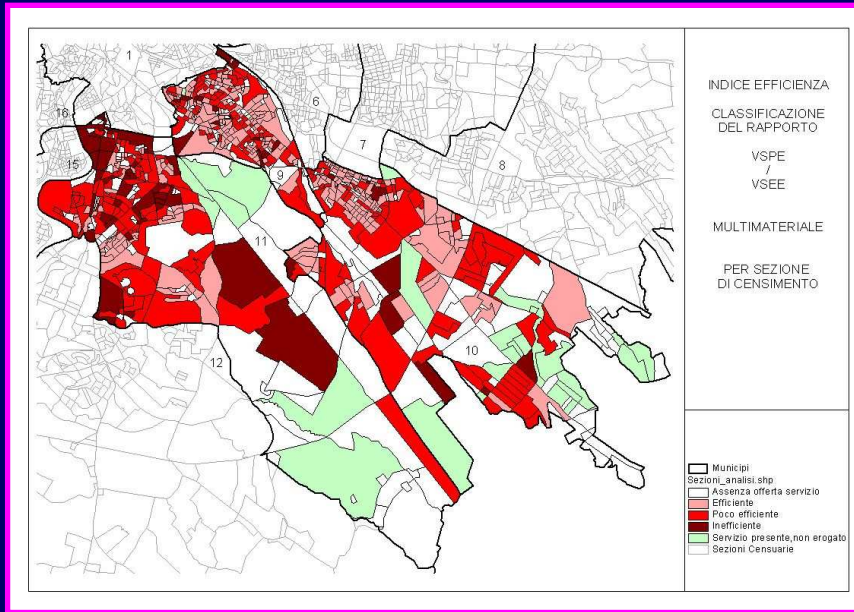 1
16
15
6
7
8
9
11
10
12
INDICE EFFICIENZA
CLASSIFICAZIONE
DEL RAPPORTO
VSPE
/
VSEE
MULTIMATERIALE
PER SEZIONE
DI CENSIMENTO
Municipi
Sezioni_analisi.shp
Assenza offerta servizio
Efficiente
Poco efficiente
Inefficiente
Servizio presente,non erogato
Sezioni Censuarie